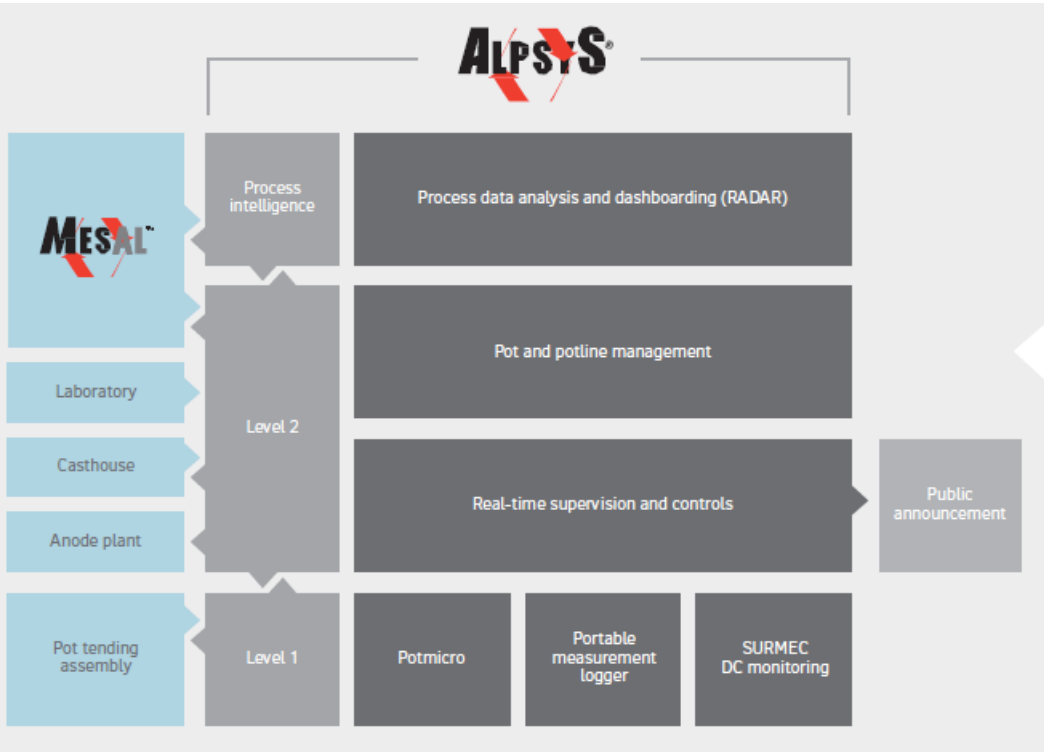 ALPSYS®
Process
intelligence
Process data analysis and dashboarding (RADAR)
MESAL™
Pot and potline management
Laboratory
Level 2
Casthouse
Real-time supervision and controls
Public
announcement
Anode plant
Pot tending
assembly
Level 1
Potmicro
Portable
measurement
logger
SURMEC
DC monitoring